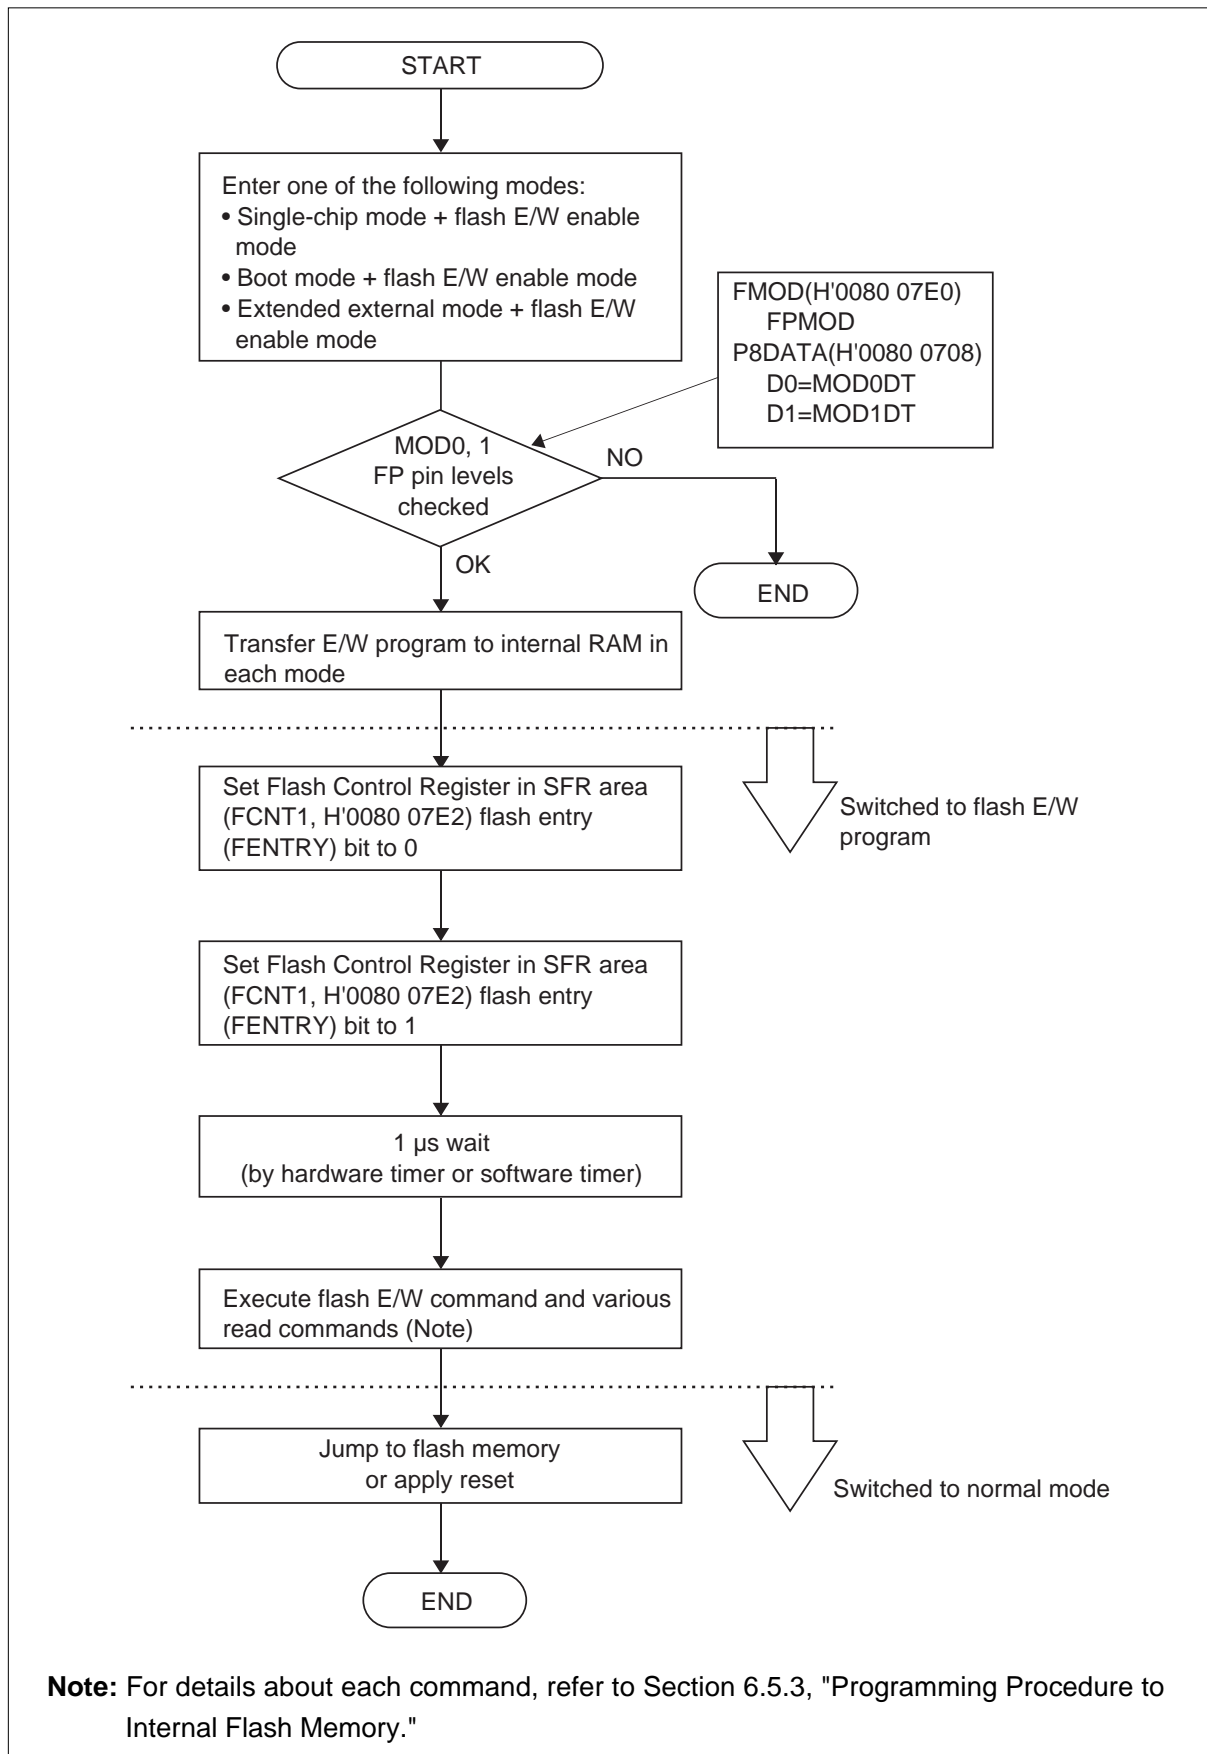 START
Enter one of the following modes:
• Single-chip mode + flash E/W enable
mode
• Boot mode + flash E/W enable mode
• Extended external mode + flash E/W
enable mode
FMOD(H'0080 07E0)
FPMOD
P8DATA(H'0080 0708)
D0=MOD0DT
D1=MOD1DT
MOD0, 1
FP pin levels
checked
NO
OK
END
Transfer E/W program to internal RAM in
each mode
Set Flash Control Register in SFR area
(FCNT1, H'0080 07E2) flash entry
(FENTRY) bit to 0
Switched to flash E/W
program
Set Flash Control Register in SFR area
(FCNT1, H'0080 07E2) flash entry
(FENTRY) bit to 1
1 µs wait
(by hardware timer or software timer)
Execute flash E/W command and various
read commands (Note)
Jump to flash memory
or apply reset
Switched to normal mode
END
Note: For details about each command, refer to Section 6.5.3, "Programming Procedure to
Internal Flash Memory."